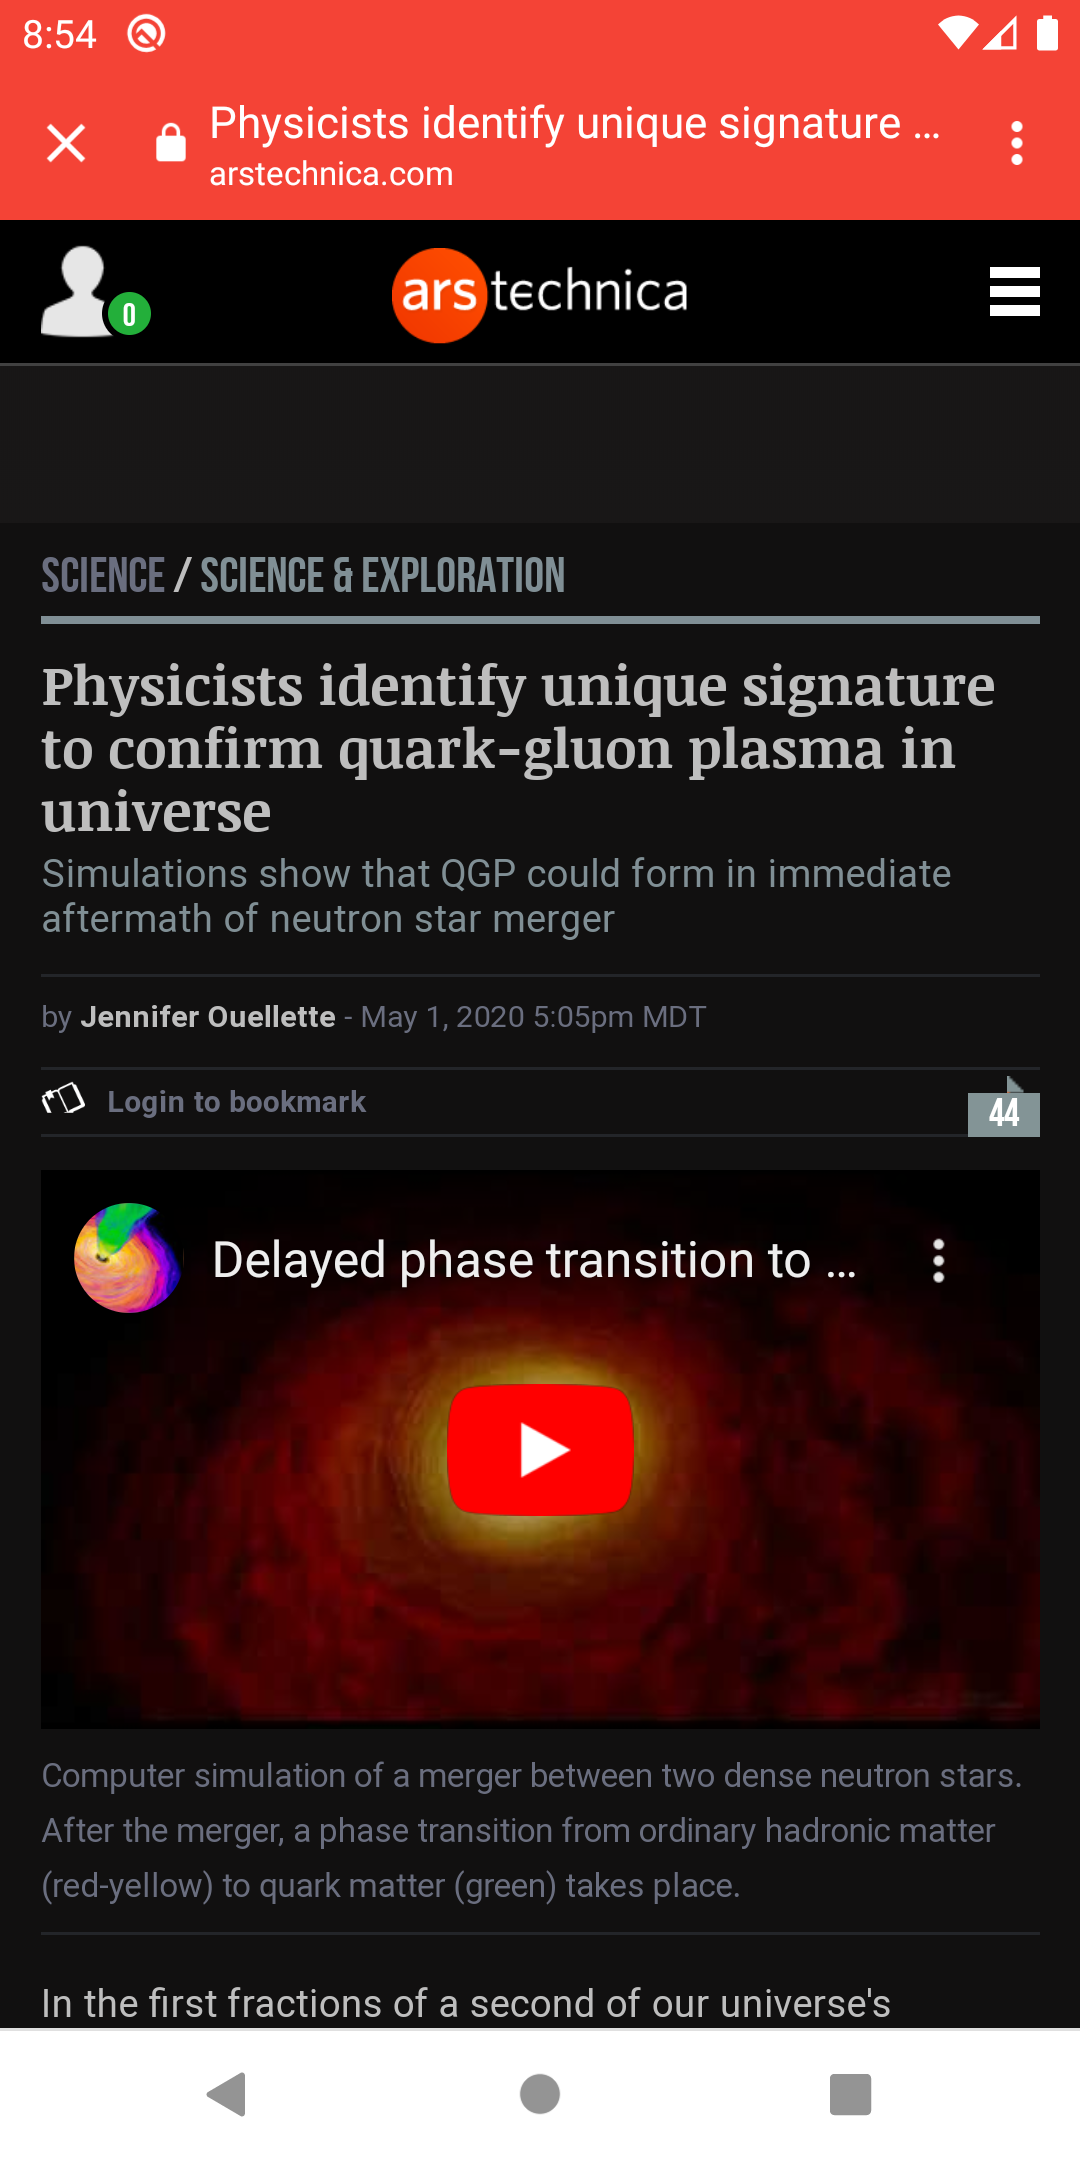 8:54
Physicists identify unique signature ...
arstechnica.com
0
ars technica
SCIENCE / SCIENCE & EXPLORATION
Physicists identify unique signature
to confirm quark-gluon plasma in
universe
Simulations show that QGP could form in immediate
aftermath of neutron star merger
by Jennifer Ouellette - May 1, 2020 5:05pm MDT
Login to bookmark
44
Delayed phase transition to ...
Computer simulation of a merger between two dense neutron stars.
After the merger, a phase transition from ordinary hadronic matter
(red-yellow) to quark matter (green) takes place.
In the first fractions of a second of our universe's